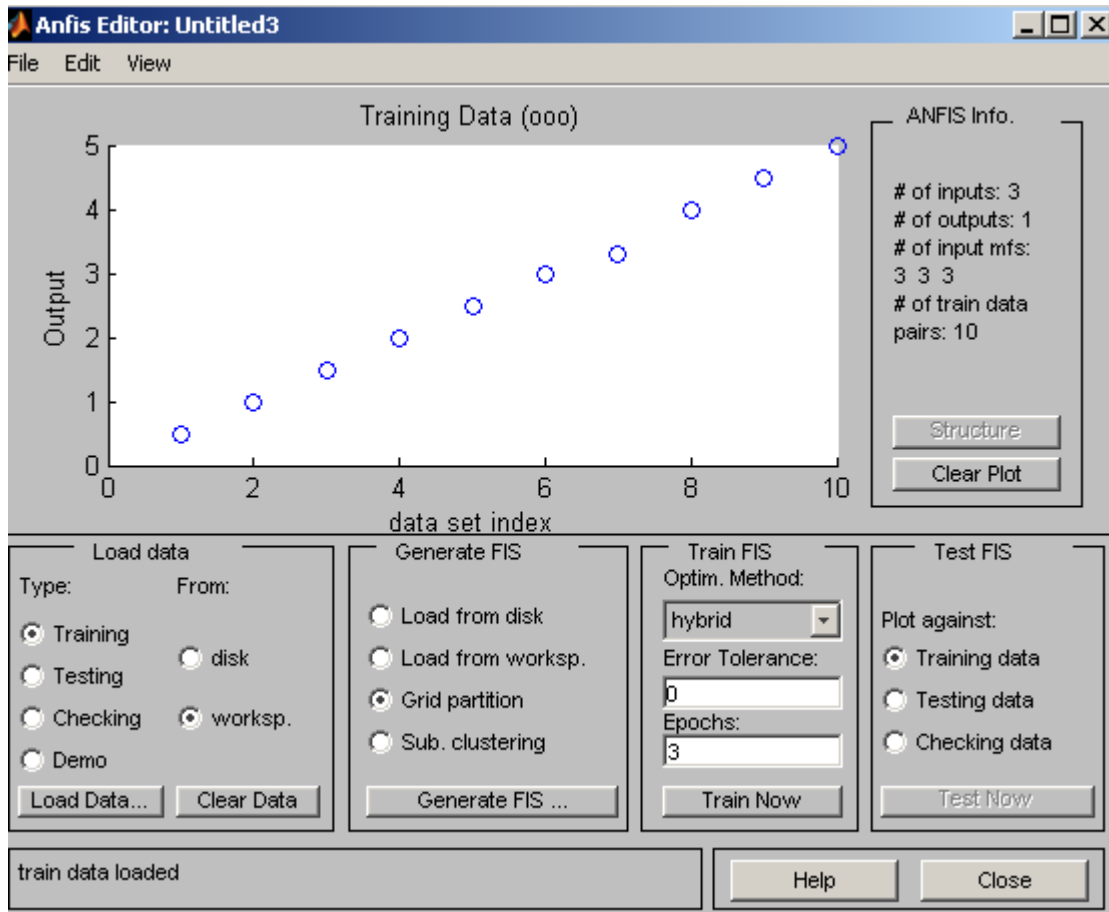 Anfis Editor: Untitled3
File Edit View
Training Data (ooo)
5
4
3
2
1
0
Output
0 2 4 6 8 10
data set index
ANFIS Info.
# of inputs: 3
# of outputs: 1
# of input mfs:
3 3 3
# of train data
pairs: 10
Structure
Clear Plot
Load data
Type: From:
Training
Testing
Checking
Demo
disk
worksp.
Load Data... Clear Data
Generate FIS
Load from disk
Load from worksp.
Grid partition
Sub. clustering
Generate FIS ...
Train FIS
Optim. Method:
hybrid
Error Tolerance:
0
Epochs:
3
Train Now
Test FIS
Plot against:
Training data
Testing data
Checking data
Test Now
train data loaded
Help Close